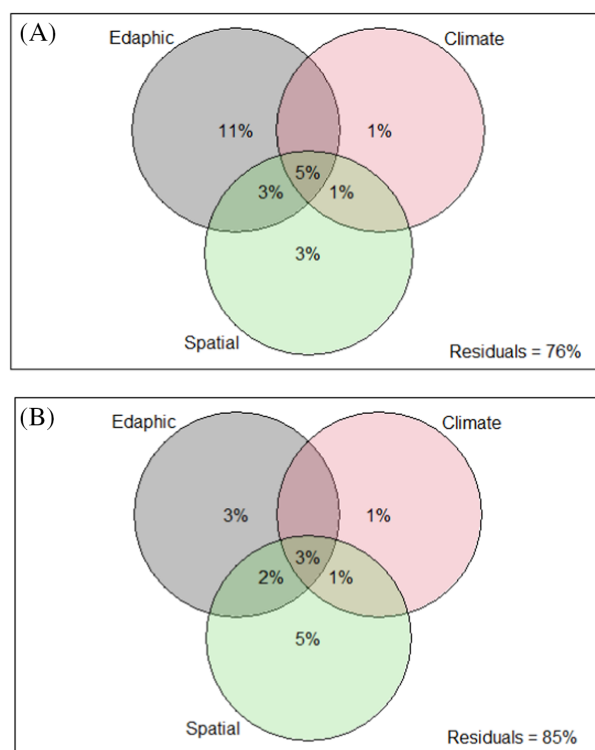 (A)
Edaphic Climate
11% 1%
5%
3% 1%
3%
Spatial
Residuals = 76%
(B)
Edaphic Climate
3% 1%
3%
2% 1%
5%
Spatial
Residuals = 85%